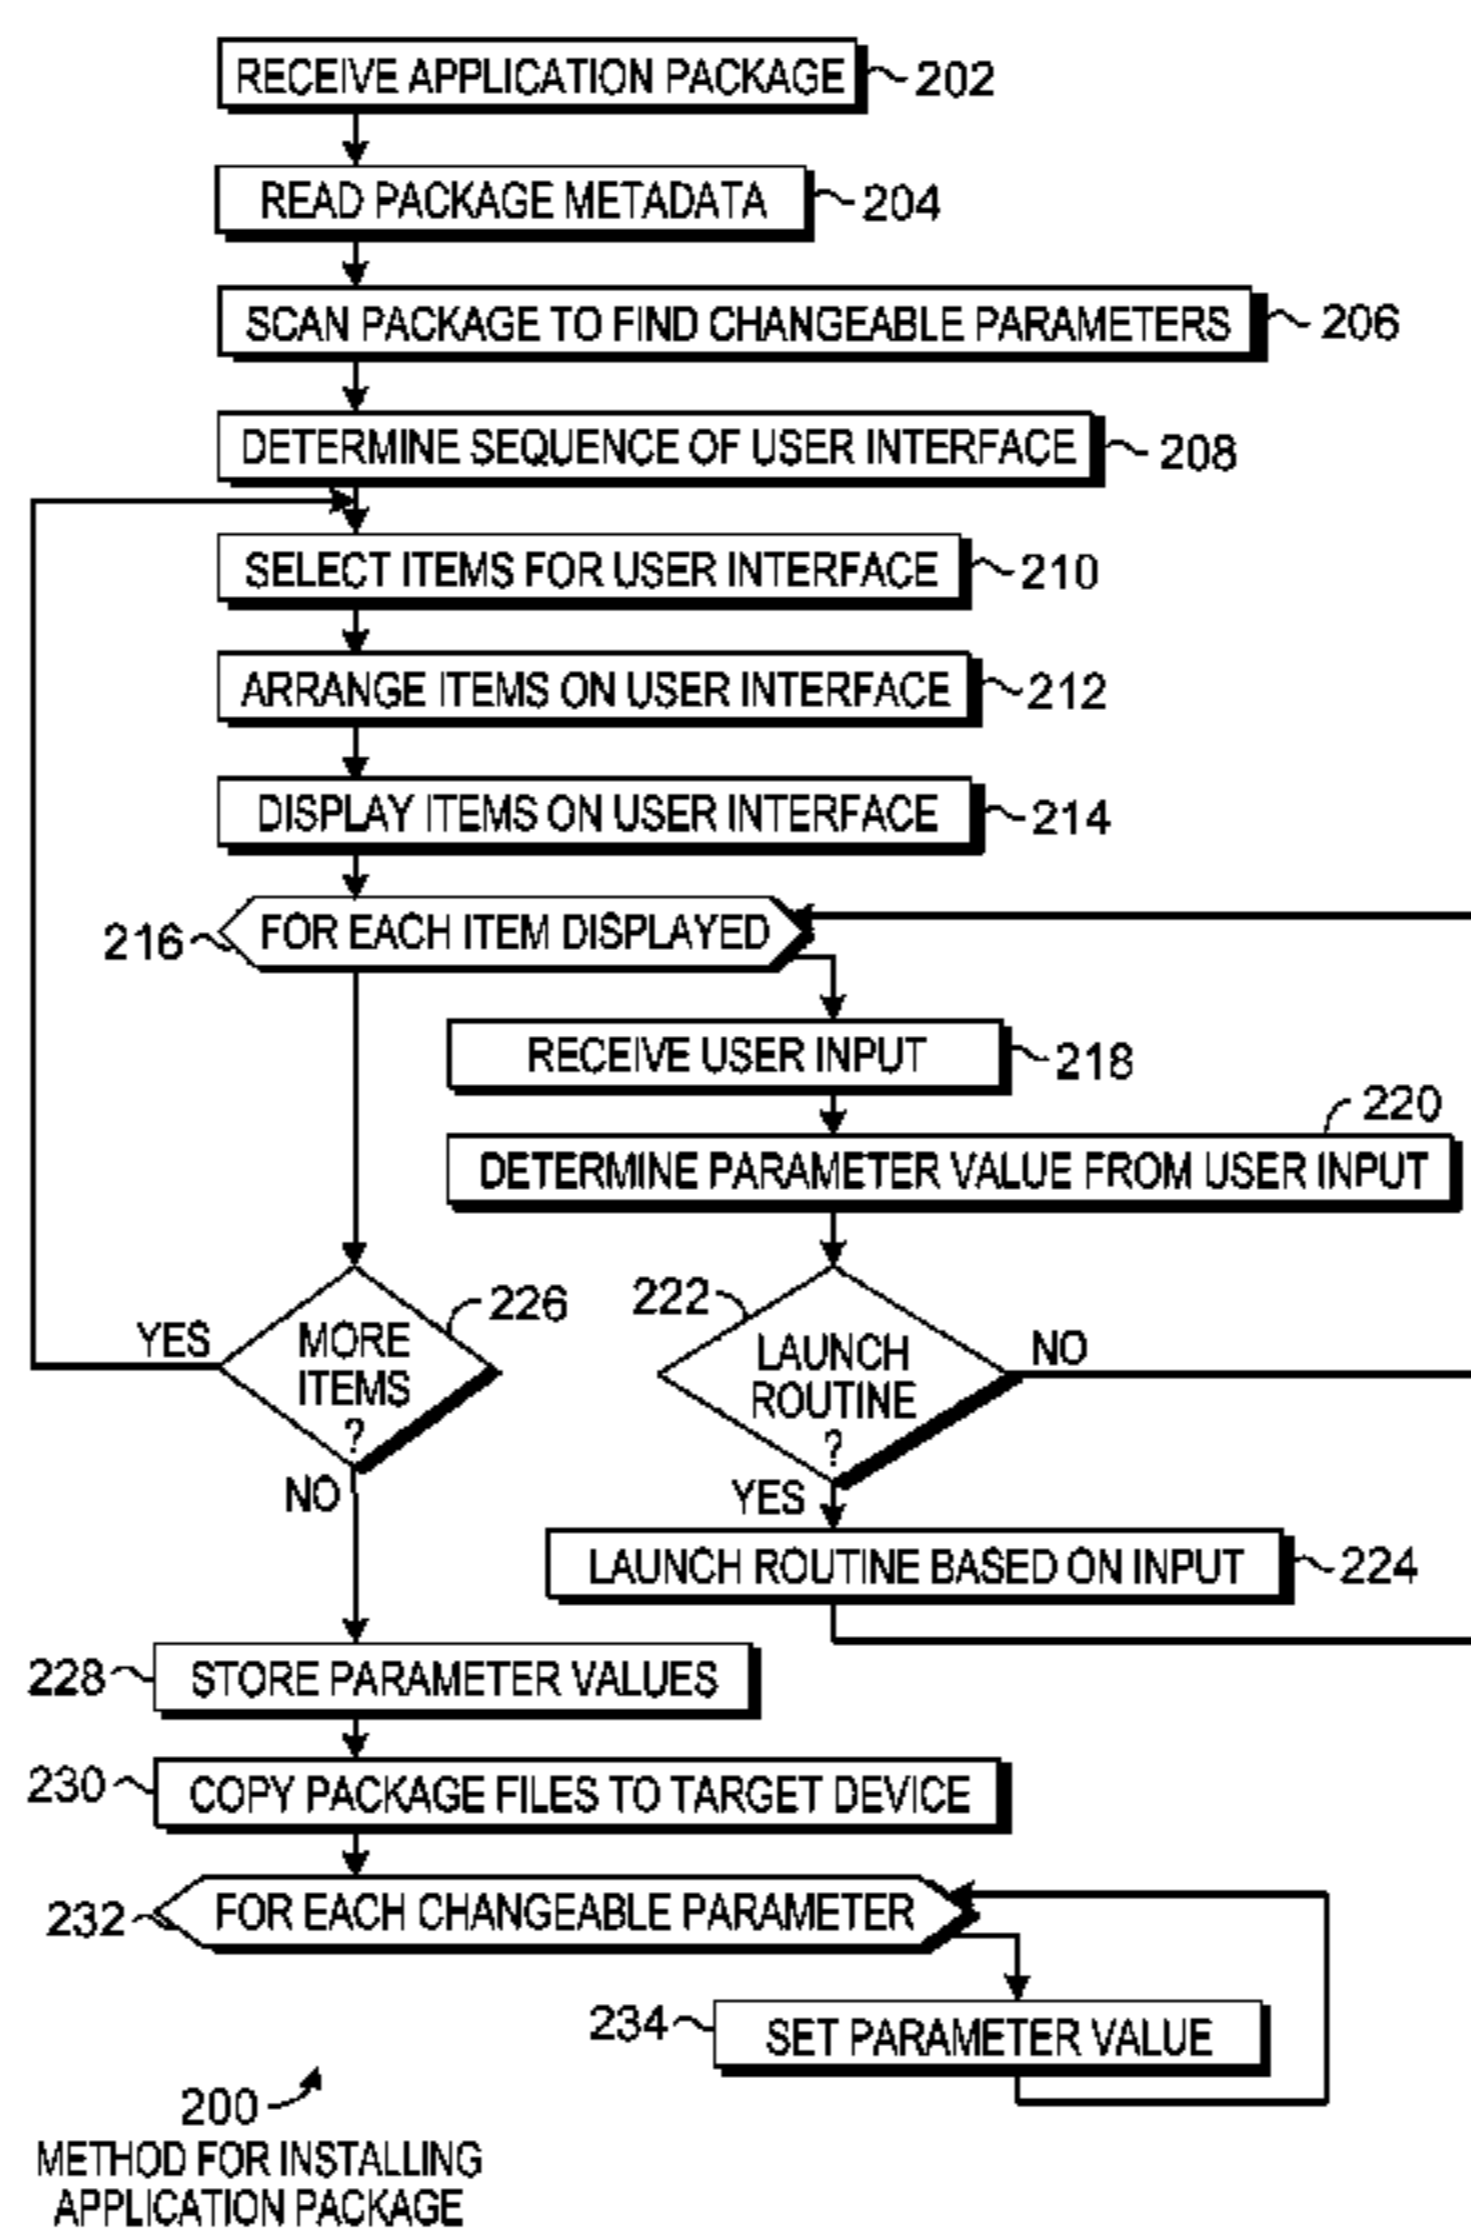 RECEIVE APPLICATION PACKAGE 202
READ PACKAGE METADATA 204
SCAN PACKAGE TO FIND CHANGEABLE PARAMETERS 206
DETERMINE SEQUENCE OF USER INTERFACE 208
SELECT ITEMS FOR USER INTERFACE 210
ARRANGE ITEMS ON USER INTERFACE 212
DISPLAY ITEMS ON USER INTERFACE 214
216 FOR EACH ITEM DISPLAYED
RECEIVE USER INPUT 218
220
DETERMINE PARAMETER VALUE FROM USER INPUT
222
LAUNCH
ROUTINE
?
NO
YES
LAUNCH ROUTINE BASED ON INPUT 224
226
YES
MORE
ITEMS
?
NO
228 STORE PARAMETER VALUES
230 COPY PACKAGE FILES TO TARGET DEVICE
232 FOR EACH CHANGEABLE PARAMETER
234 SET PARAMETER VALUE
200
METHOD FOR INSTALLING
APPLICATION PACKAGE